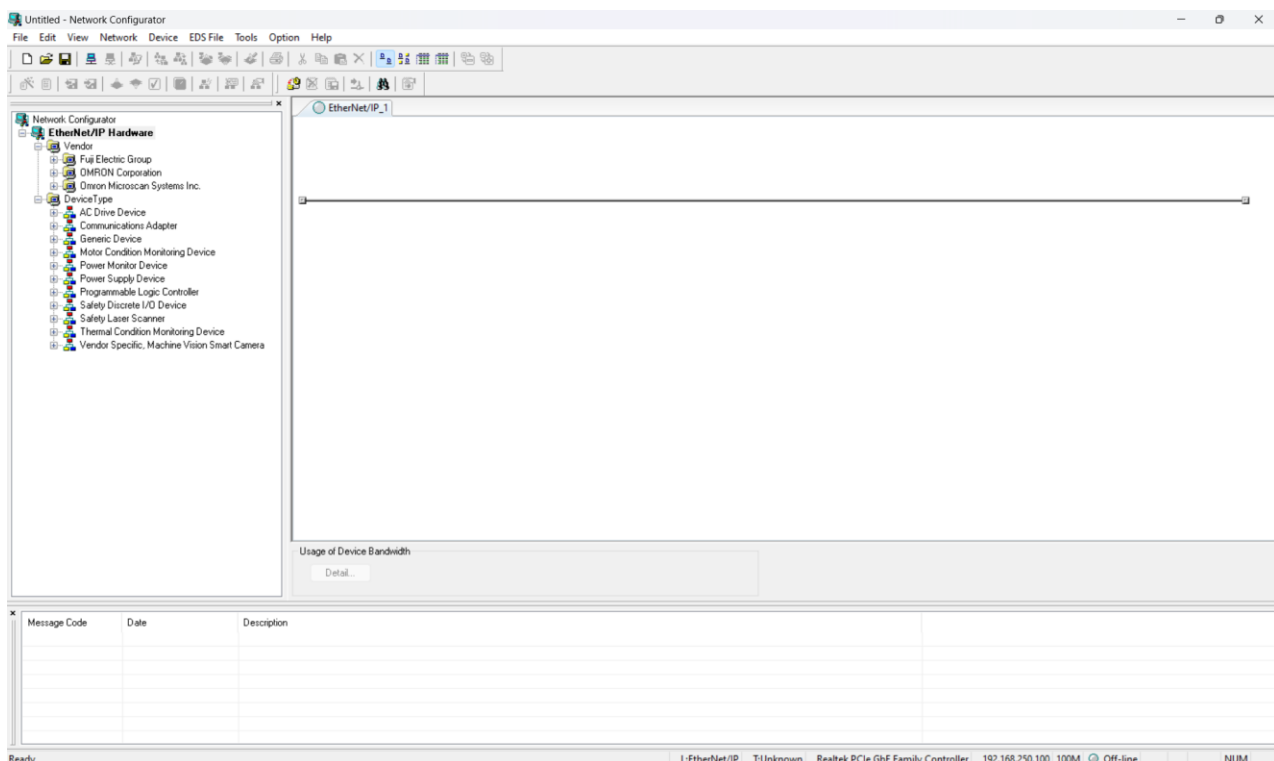 Untitled - Network Configurator
File Edit View Network Device EDS File Tools Option Help
Network Configurator
EtherNet/IP Hardware
Vendor
Fuji Electric Group
OMRON Corporation
Omron Microscan Systems Inc.
DeviceType
AC Drive Device
Communications Adapter
Generic Device
Motor Condition Monitoring Device
Power Monitor Device
Power Supply Device
Programmable Logic Controller
Safety Discrete I/O Device
Safety Laser Scanner
Thermal Condition Monitoring Device
Vendor Specific, Machine Vision Smart Camera
EtherNet/IP_1
Usage of Device Bandwidth
Detail...
Message Code Date Description
Ready L:EtherNet/IP T:Unknown Realtek PCIe GbE Family Controller 192.168.250.100 100M Off-line NUM